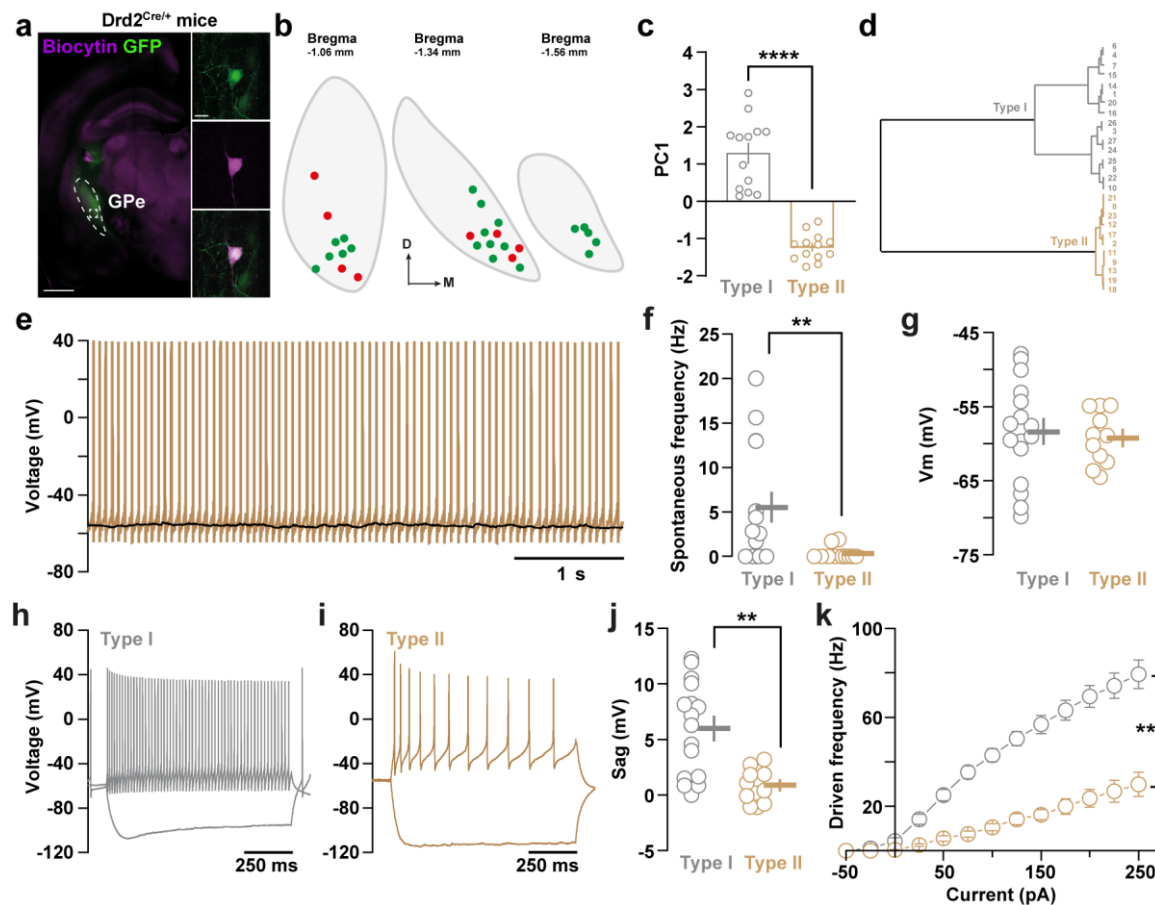 Drd2Cre/+ mice
a
Biocytin GFP
GPe
b
Bregma
-1.06 mm
Bregma
-1.34 mm
Bregma
-1.56 mm
D
M
c
****
PC1
4
3
2
1
0
-1
-2
Type I
Type II
d
Type I
Type II
6
4
7
15
14
1
20
16
26
3
27
24
25
5
22
10
21
8
23
12
17
2
11
9
13
19
18
e
Voltage (mV)
40
0
-40
-80
1 s
f
**
Spontaneous frequency (Hz)
25
20
15
10
5
0
Type I
Type II
g
Vm (mV)
-45
-55
-65
-75
Type I
Type II
h
Type I
Voltage (mV)
80
40
0
-40
-80
-120
250 ms
i
Type II
80
40
0
-40
-80
-120
250 ms
j
**
Sag (mV)
15
10
5
0
-5
Type I
Type II
k
Driven frequency (Hz)
100
80
60
40
20
-50
50
150
250
Current (pA)
**